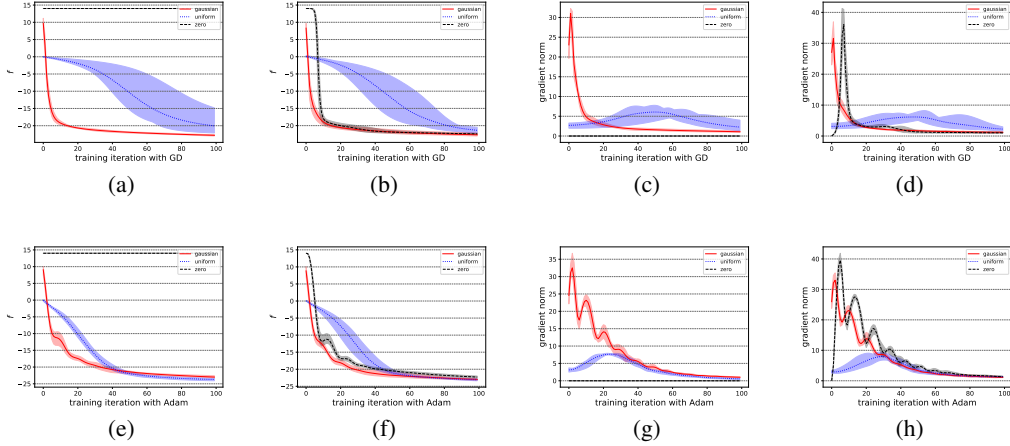 15
10
5
0
−5
−10
−15
−20
f
0 20 40 60 80 100
training iteration with GD
gaussian
uniform
zero
(a)
15
10
5
0
−5
−10
−15
−20
f
0 20 40 60 80 100
training iteration with GD
gaussian
uniform
zero
(b)
30
25
20
15
10
5
0
gradient norm
0 20 40 60 80 100
training iteration with GD
gaussian
uniform
zero
(c)
40
30
20
10
0
gradient norm
0 20 40 60 80 100
training iteration with GD
gaussian
uniform
zero
(d)
15
10
5
0
−5
−10
−15
−20
−25
f
0 20 40 60 80 100
training iteration with Adam
gaussian
uniform
zero
(e)
15
10
5
0
−5
−10
−15
−20
−25
f
0 20 40 60 80 100
training iteration with Adam
gaussian
uniform
zero
(f)
35
30
25
20
15
10
5
0
gradient norm
0 20 40 60 80 100
training iteration with Adam
gaussian
uniform
zero
(g)
40
30
20
10
0
gradient norm
0 20 40 60 80 100
training iteration with Adam
gaussian
uniform
zero
(h)